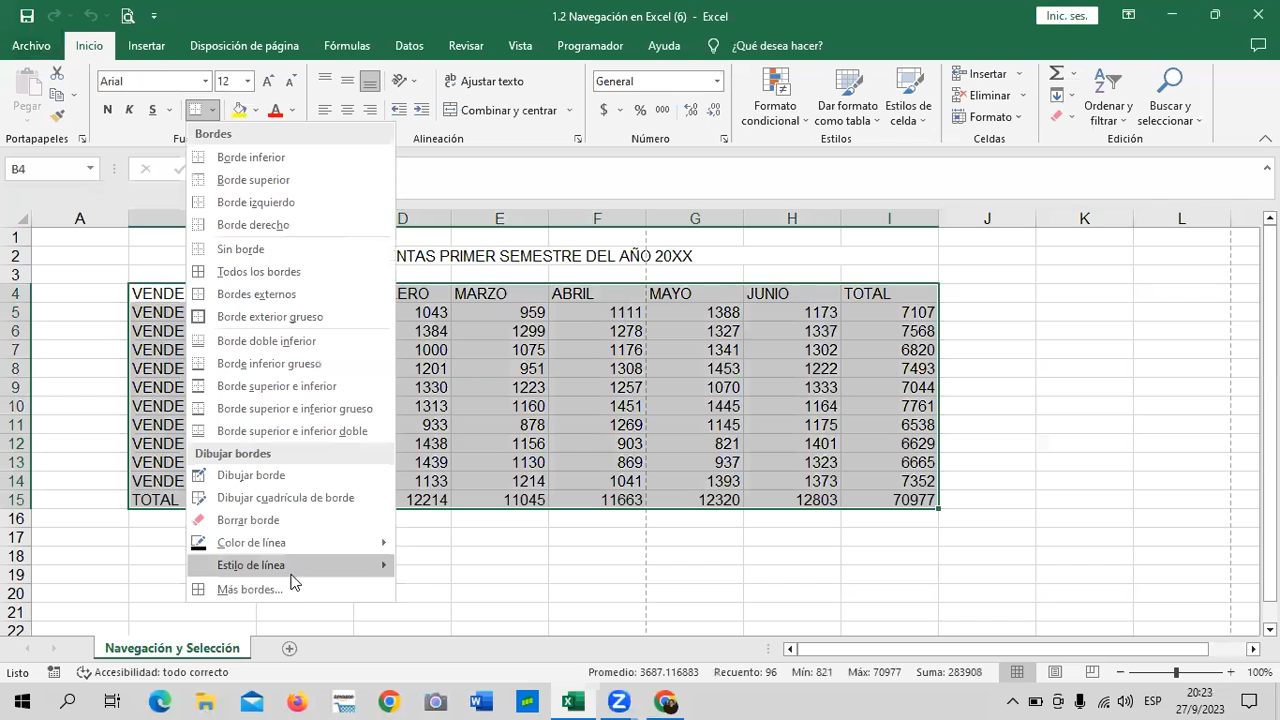 1.2 Navegación en Excel (6) - Excel
Inic. ses.
Archivo Inicio Insertar Disposición de página Fórmulas Datos Revisar Vista Programador Ayuda ¿Qué desea hacer?
Pegar
Portapapeles
Arial 12
N K S
A A
Fu
Ajustar texto
Combinar y centrar
Alineación
General
$ % 000
Número
Formato condicional
Dar formato como tabla
Estilos de celda
Estilos
Insertar
Eliminar
Formato
Celdas
Ordenar y filtrar
Buscar y seleccionar
Edición
B4
Bordes
Borde inferior
Borde superior
Borde izquierdo
Borde derecho
Sin borde
Todos los bordes
Bordes externos
Borde exterior grueso
Borde doble inferior
Borde inferior grueso
Borde superior e inferior
Borde superior e inferior grueso
Borde superior e inferior doble
Dibujar bordes
Dibujar borde
Dibujar cuadrícula de borde
Borrar borde
Color de línea
Estilo de línea
Más bordes...
A D E F G H I J K L
1
2 NTAS PRIMER SEMESTRE DEL AÑO 20XX
3
4 VENDE ERO MARZO ABRIL MAYO JUNIO TOTAL
5 VENDE 1043 959 1111 1388 1173 7107
6 VENDE 1384 1299 1278 1327 1337 7568
7 VENDE 1000 1075 1176 1341 1302 6820
8 VENDE 1201 951 1308 1453 1222 7493
9 VENDE 1330 1223 1257 1070 1333 7044
10 VENDE 1313 1160 1451 1445 1164 7761
11 VENDE 933 878 1269 1145 1175 6538
12 VENDE 1438 1156 903 821 1401 6629
13 VENDE 1439 1130 869 937 1323 6665
14 VENDE 1133 1214 1041 1393 1373 7352
15 TOTAL 12214 11045 11663 12320 12803 70977
16
17
18
19
20
21
22
Navegación y Selección
Listo Accesibilidad: todo correcto Promedio: 3687.116883 Recuento: 96 Mín: 821 Máx: 70977 Suma: 283908 100%
ESP
20:23
27/9/2023